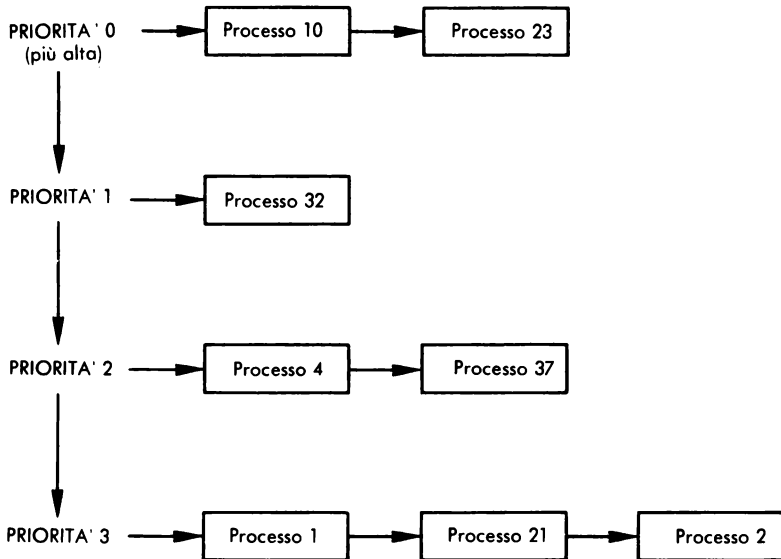 PRIORITA' 0
(più alta)
Processo 10
Processo 23
PRIORITA' 1
Processo 32
PRIORITA' 2
Processo 4
Processo 37
PRIORITA' 3
Processo 1
Processo 21
Processo 2